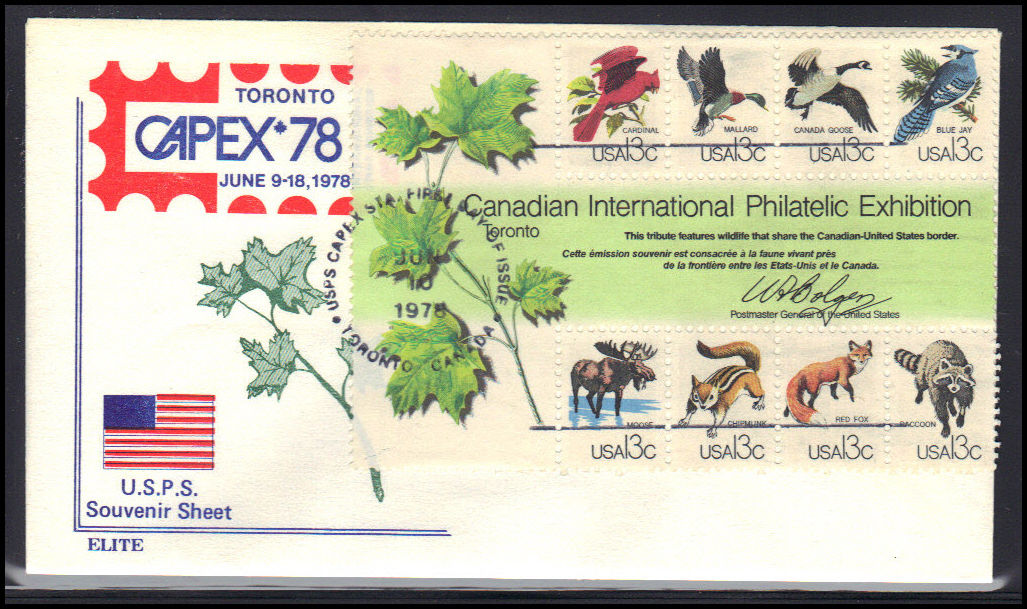 TORONTO
CAPEX'78
JUNE 9-18, 1978
CARDINAL
USA13c
MALLARD
USA13c
CANADA GOOSE
USA13c
BLUE JAY
USA13c
Canadian International Philatelic Exhibition
Toronto
This tribute features wildlife that share the Canadian-United States border.
Cette émission souvenir est consacrée à la faune vivant près
de la frontière entre les Etats-Unis et le Canada.
Postmaster General of the United States
USPS CAPEX STA. FIRST DAY OF ISSUE
JUN
10
1978
TORONTO CANADA
MOOSE
USA13c
CHIPMUNK
USA13c
RED FOX
USA13c
RACCOON
USA13c
U.S.P.S.
Souvenir Sheet
ELITE